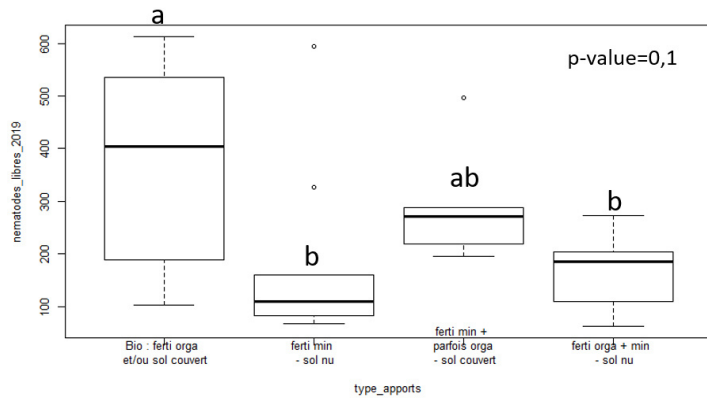 a
600
p-value=0,1
500
nematodes_libres_2019
400
ab
300
b
b
200
100
Bio : ferti orga
et/ou sol couvert
ferti min
- sol nu
ferti min +
parfois orga
- sol couvert
ferti orga + min
- sol nu
type_apports